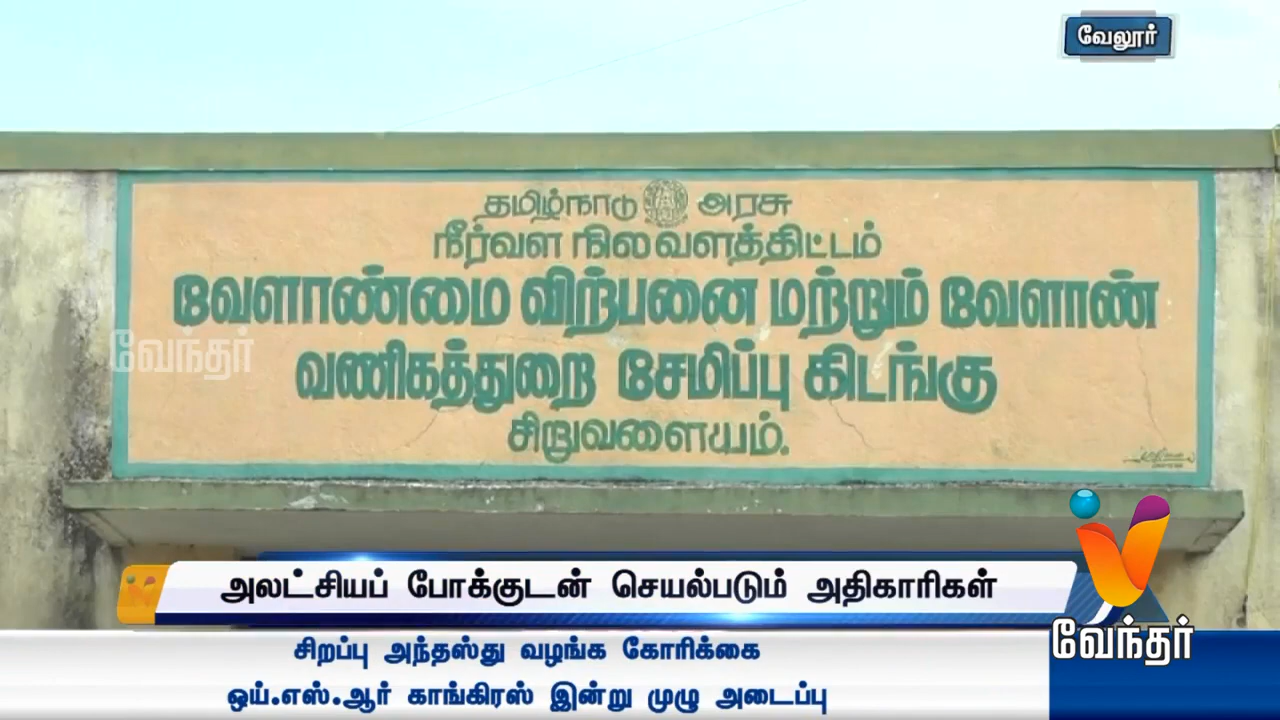 வேலூர்
தமிழ்நாடு அரசு
நீர்வள நிலவளத்திட்டம்
வேளாண்மை விற்பனை மற்றும் வேளாண்
வணிகத்துறை சேமிப்பு கிடங்கு
சிறுவளையம்.
வேந்தர்
அலட்சியப் போக்குடன் செயல்படும் அதிகாரிகள்
சிறப்பு அந்தஸ்து வழங்க கோரிக்கை
ஒய்.எஸ்.ஆர் காங்கிரஸ் இன்று முழு அடைப்பு
வேந்தர்